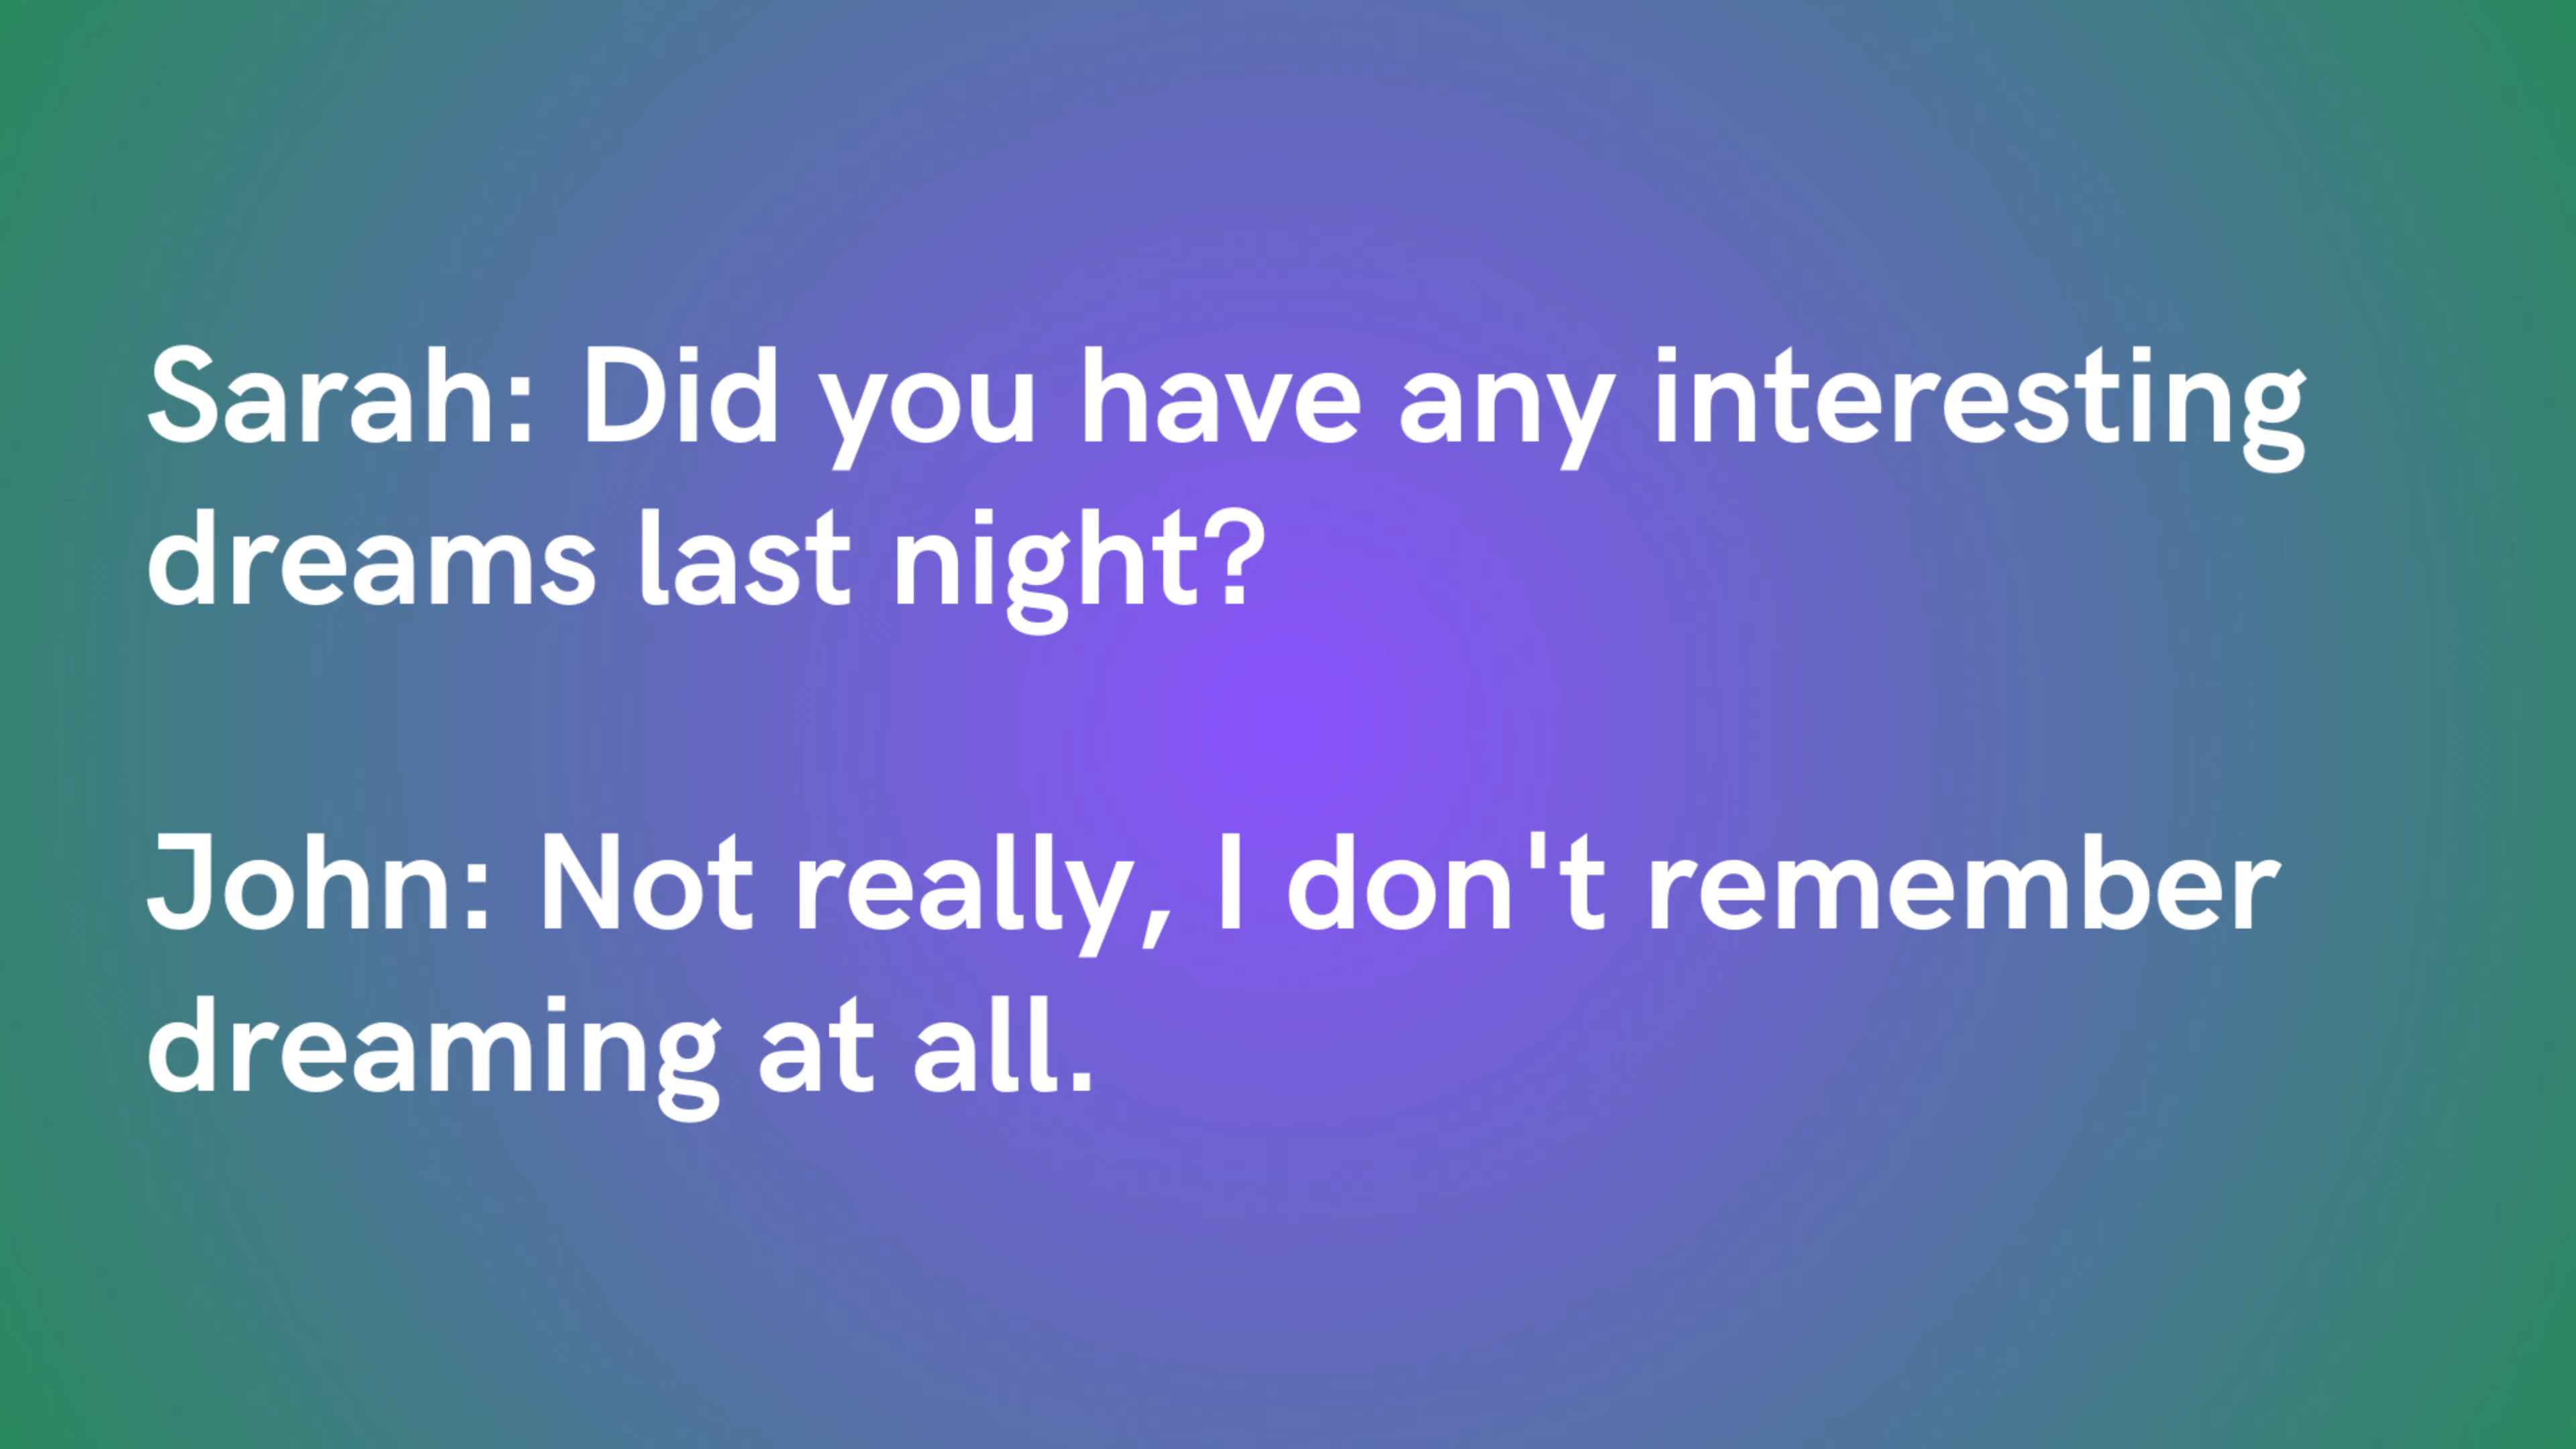 Sarah: Did you have any interesting
dreams last night?
John: Not really, I don't remember
dreaming at all.